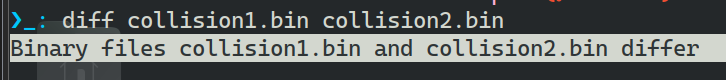 ❯_: diff collision1.bin collision2.bin
Binary files collision1.bin and collision2.bin differ